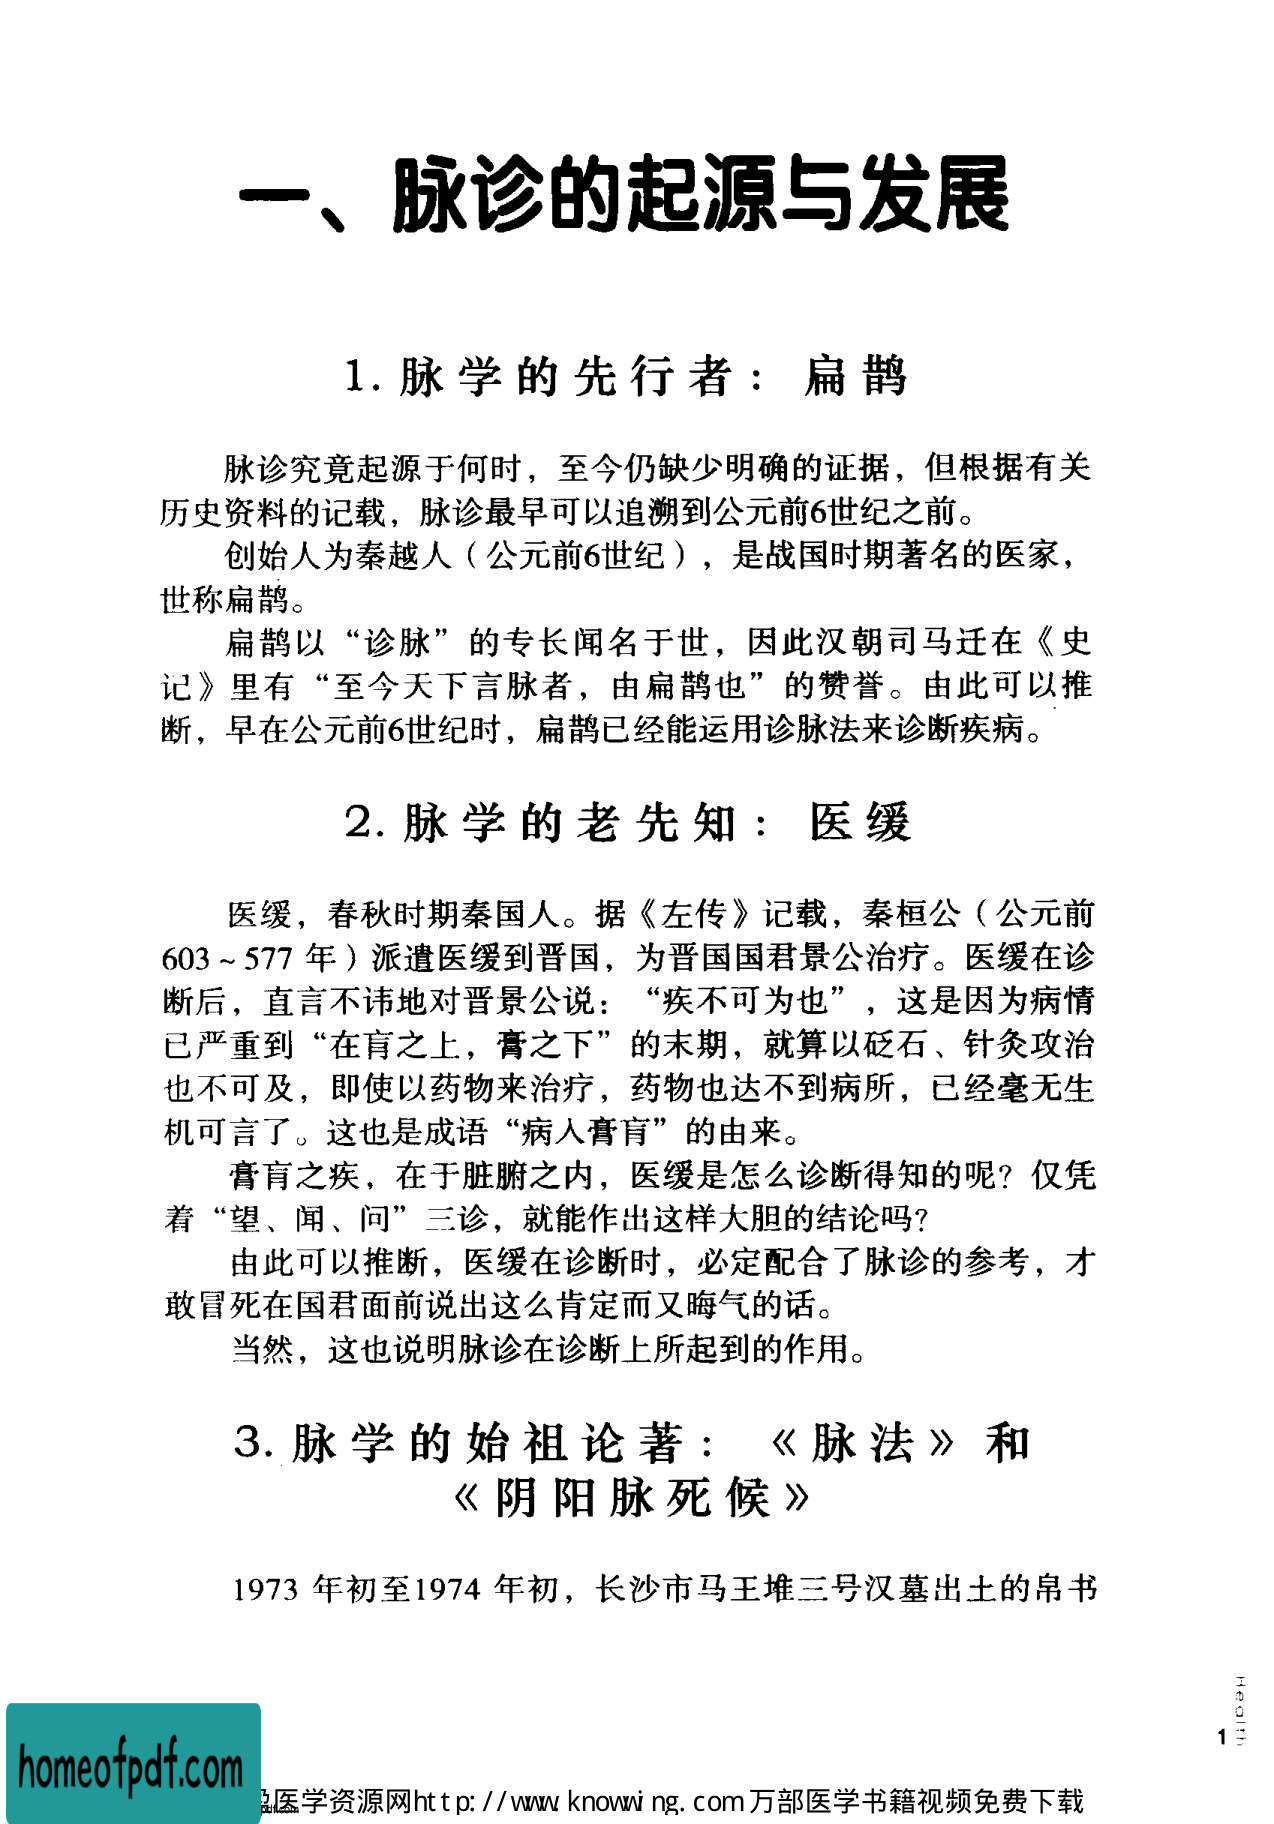 一、脉诊的起源与发展
1. 脉学的先行者： 扁鹊
脉诊究竟起源于何时，至今仍缺少明确的证据，但根据有关
历史资料的记载，脉诊最早可以追溯到公元前6世纪之前。
创始人为秦越人（公元前6世纪），是战国时期著名的医家，
世称扁鹊。
扁鹊以“诊脉”的专长闻名于世，因此汉朝司马迁在《史
记》里有“至今天下言脉者，由扁鹊也”的赞誉。由此可以推
断，早在公元前6世纪时，扁鹊已经能运用诊脉法来诊断疾病。
2. 脉学的老先知： 医缓
医缓，春秋时期秦国人。据《左传》记载，秦桓公（公元前
603～577 年）派遣医缓到晋国，为晋国国君景公治疗。医缓在诊
断后，直言不讳地对晋景公说：“疾不可为也”，这是因为病情
已严重到“在肓之上，膏之下”的末期，就算以砭石、针灸攻治
也不可及，即使以药物来治疗，药物也达不到病所，已经毫无生
机可言了。这也是成语“病入膏肓”的由来。
膏肓之疾，在于脏腑之内，医缓是怎么诊断得知的呢？仅凭
着“望、闻、问”三诊，就能作出这样大胆的结论吗？
由此可以推断，医缓在诊断时，必定配合了脉诊的参考，才
敢冒死在国君面前说出这么肯定而又晦气的话。
当然，这也说明脉诊在诊断上所起到的作用。
3. 脉学的始祖论著： 《脉法》和
《阴阳脉死候》
1973 年初至1974 年初，长沙市马王堆三号汉墓出土的帛书
Health
1
homeofpdf.com
医学资源网http://www.knowwing.com万部医学书籍视频免费下载